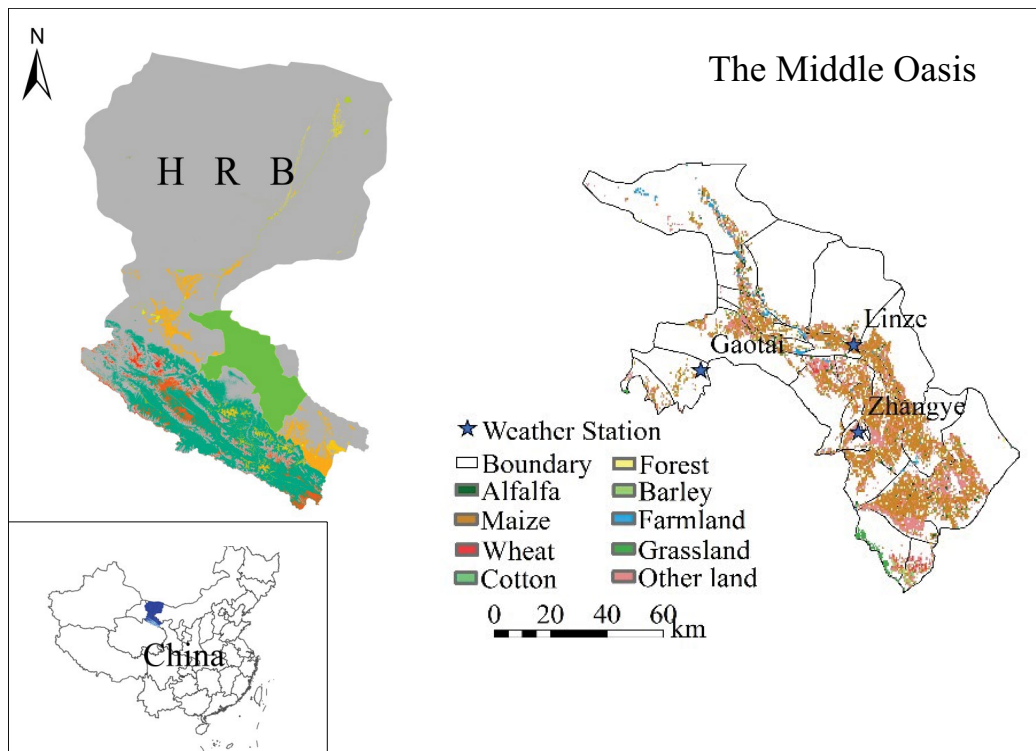 N
The Middle Oasis
H R B
Linze
Gaotai
Zhangye
Weather Station
Boundary
Forest
Alfalfa
Barley
Maize
Farmland
Wheat
Grassland
Cotton
Other land
0 20 40 60
km
China